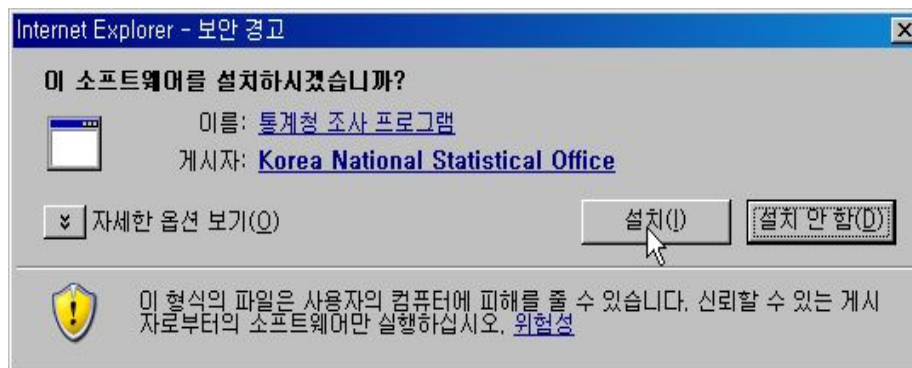 Internet Explorer - 보안 경고
이 소프트웨어를 설치하시겠습니까?
이름: 통계청 조사 프로그램
게시자: Korea National Statistical Office
자세한 옵션 보기(O)
설치(I)
설치 안 함(D)
이 형식의 파일은 사용자의 컴퓨터에 피해를 줄 수 있습니다. 신뢰할 수 있는 게시
자로부터의 소프트웨어만 실행하십시오. 위험성